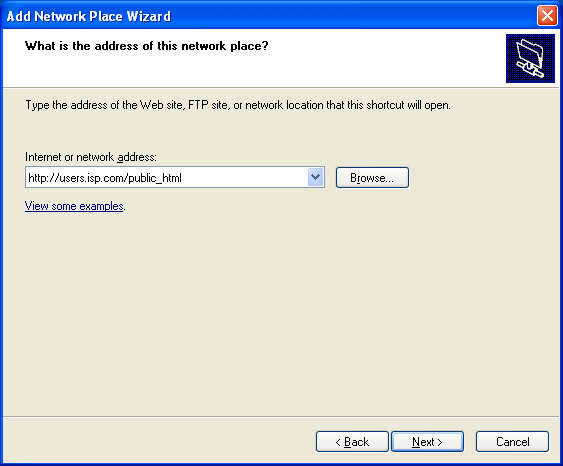 Add Network Place Wizard
What is the address of this network place?
Type the address of the Web site, FTP site, or network location that this shortcut will open.
Internet or network address:
http://users.isp.com/public_html
Browse...
View some examples.
< Back
Next >
Cancel